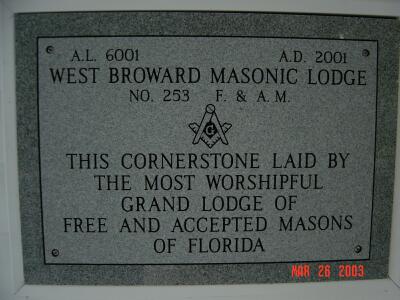 A.L. 6001 A.D. 2001
WEST BROWARD MASONIC LODGE
NO. 253 F. & A.M.
G
THIS CORNERSTONE LAID BY
THE MOST WORSHIPFUL
GRAND LODGE OF
FREE AND ACCEPTED MASONS
OF FLORIDA
MAR 26 2003